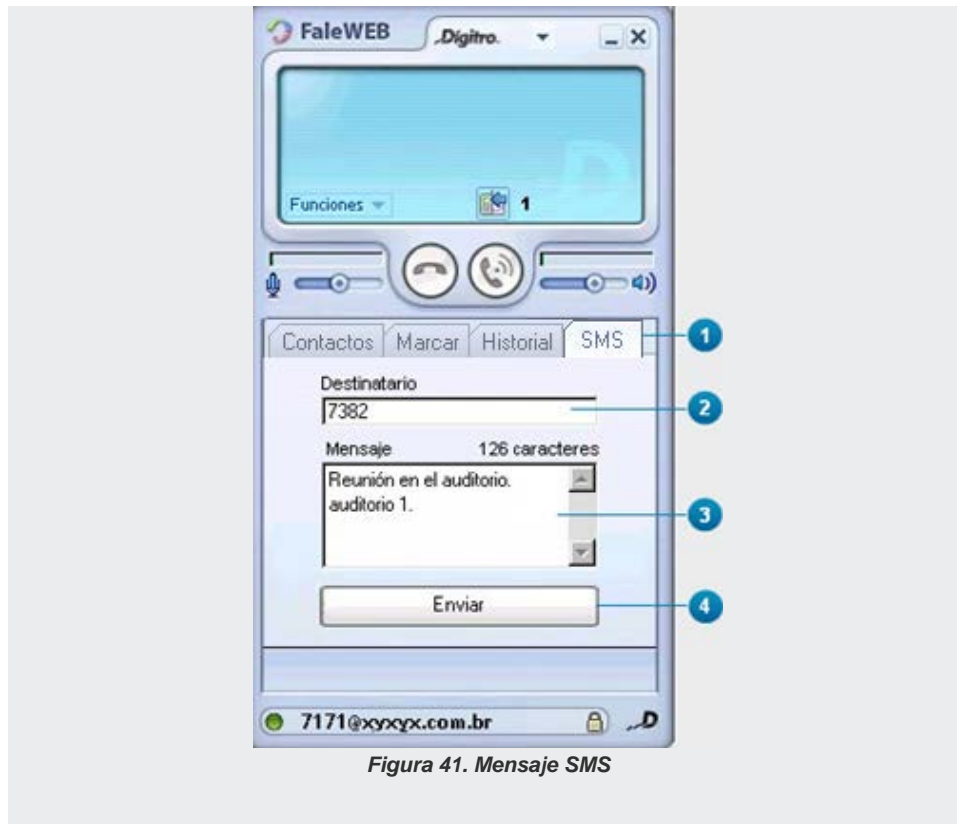 FaleWEB
Dígitro.
Funciones
1
Contactos Marcar Historial SMS
1
Destinatario
2
7382
Mensaje 126 caracteres
Reunión en el auditorio.
auditorio 1.
3
Enviar
4
7171@xyxyx.com.br
D
Figura 41. Mensaje SMS